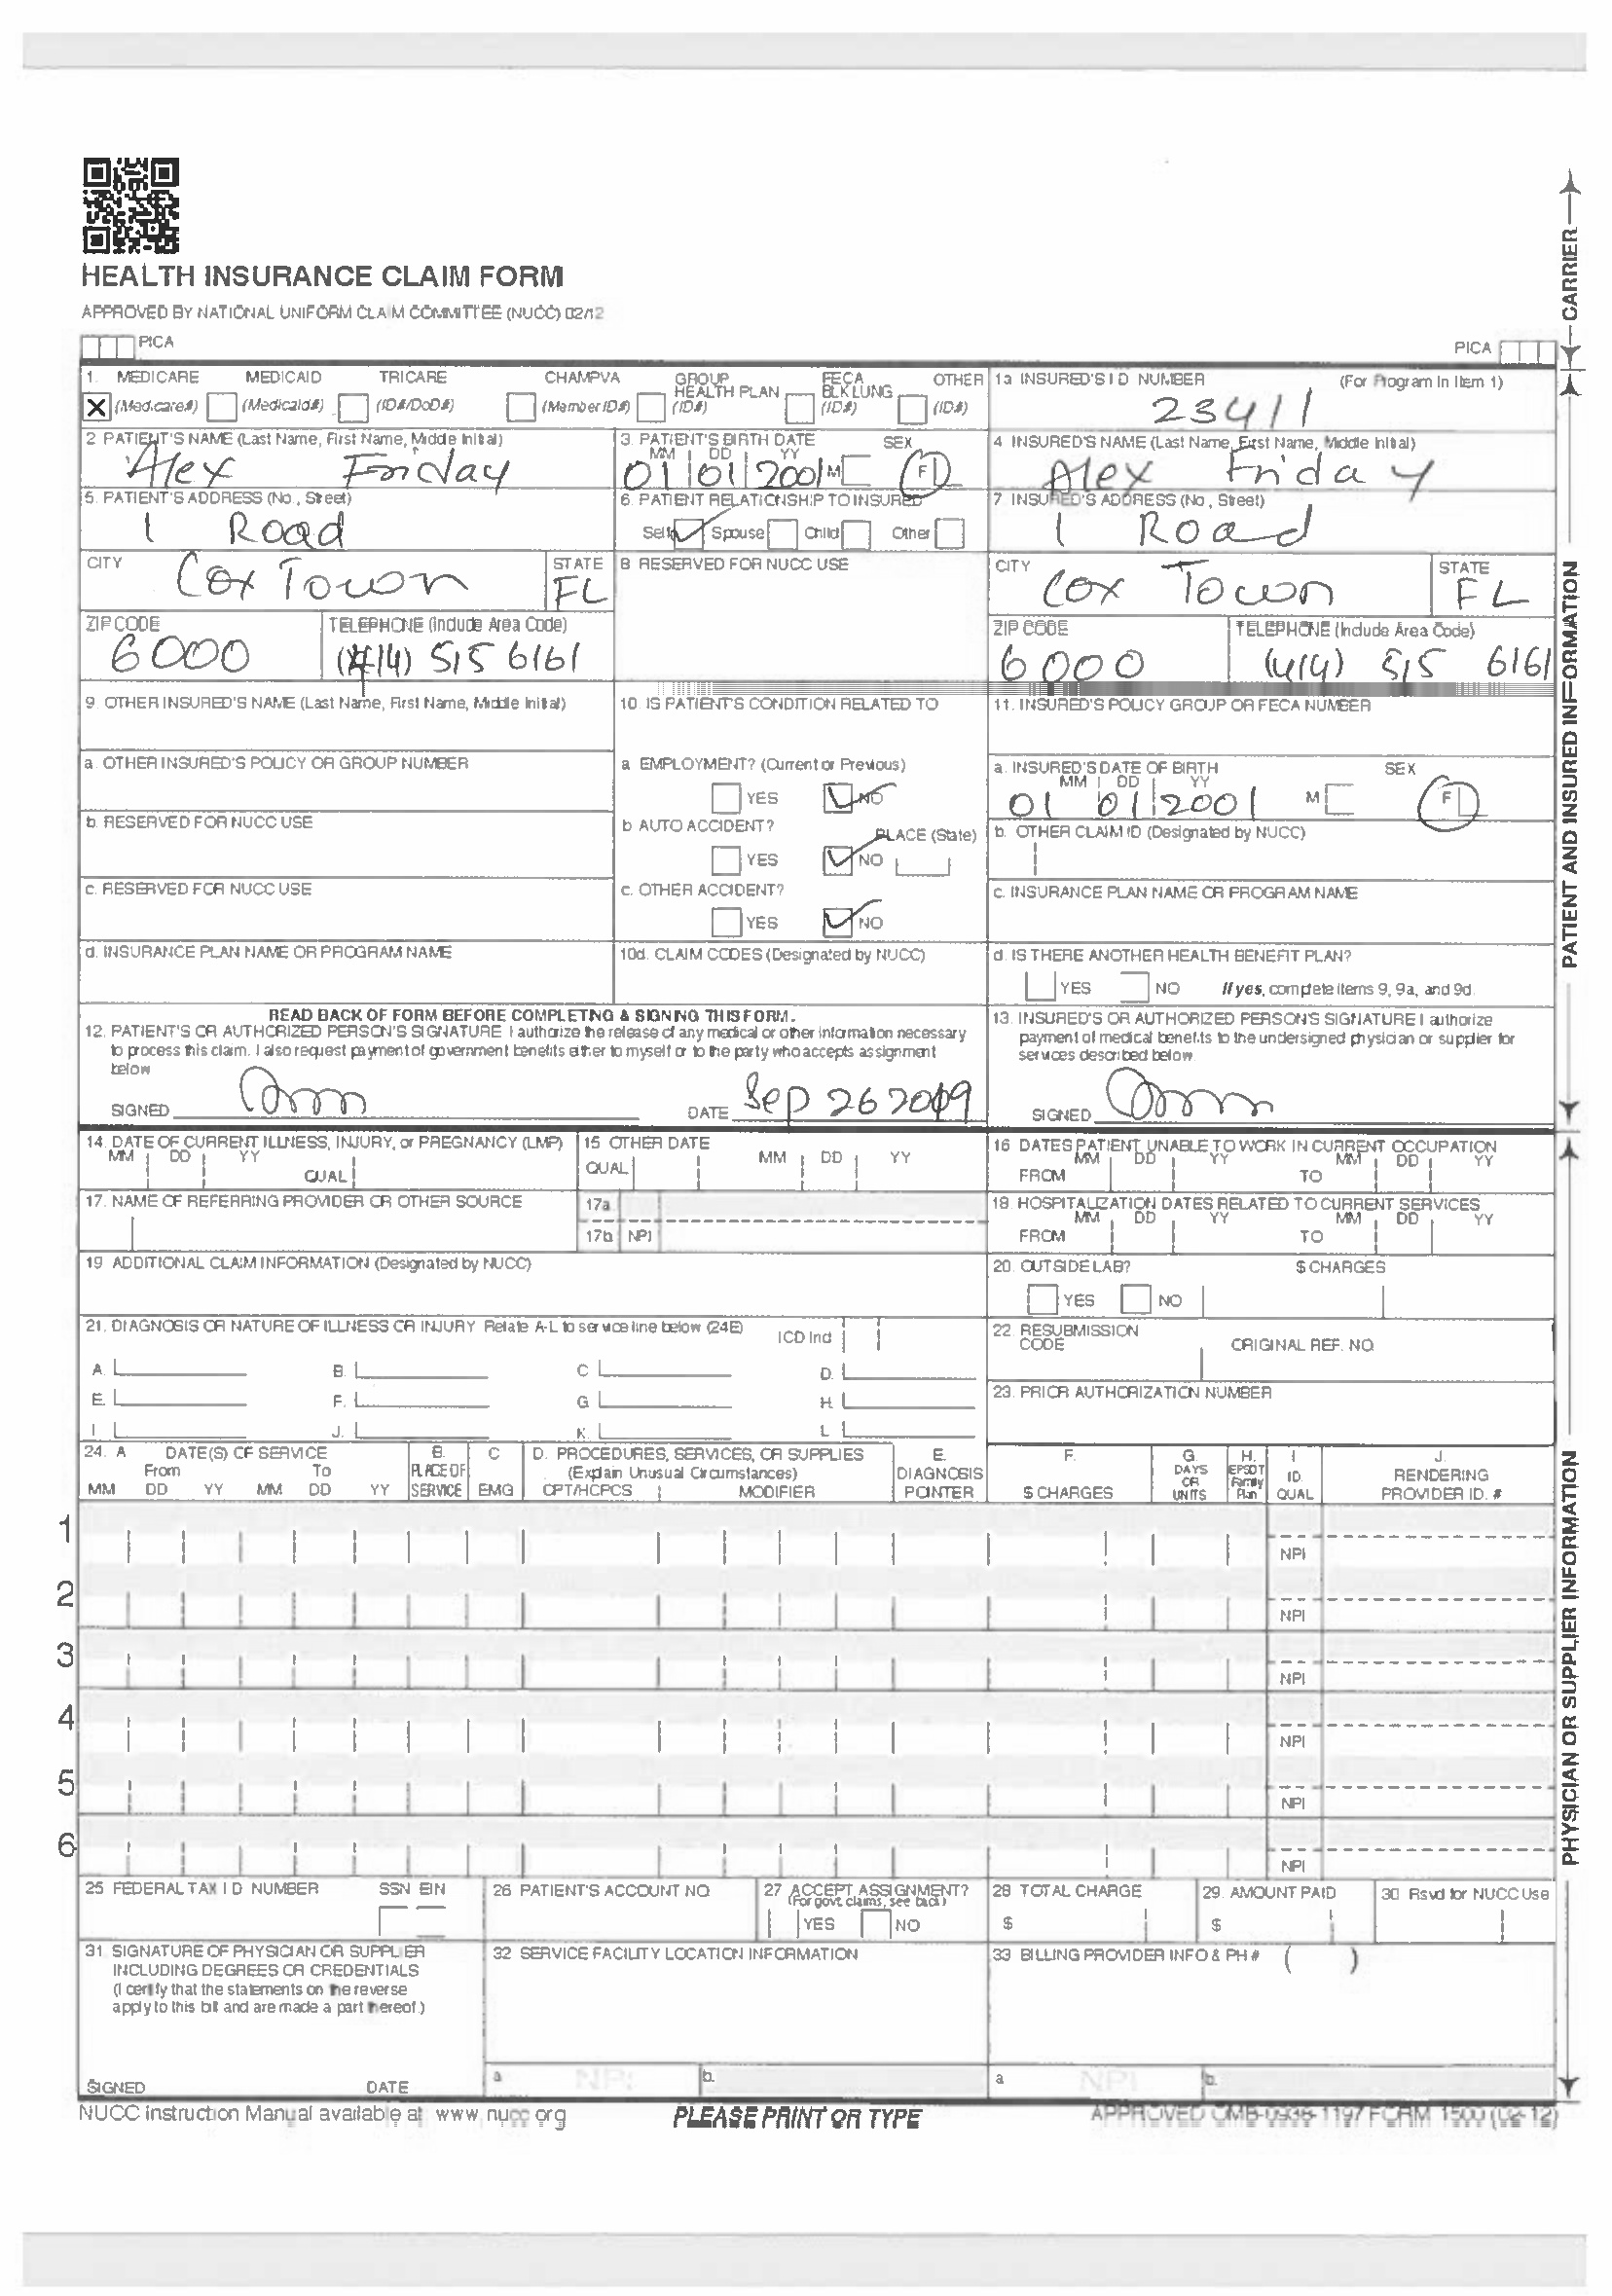 HEALTH INSURANCE CLAIM FORM
APPROVED BY NATIONAL UNIFORM CLAIM COMMITTEE (NUCC) 02/12
PICA
PICA
CARRIER
1. MEDICARE MEDICAID TRICARE CHAMPVA GROUP HEALTH PLAN FECA BLK LUNG OTHER
(Medicare#) (Medicaid#) (ID#/DoD#) (Member ID#) (ID#) (ID#) (ID#)
1a INSURED'S I D NUMBER (For Program In Item 1)
23411
2 PATIENT'S NAME (Last Name, First Name, Middle Initial)
Alex Friday
3. PATIENT'S BIRTH DATE SEX
MM DD YY
01 01 2001 M F
4. INSURED'S NAME (Last Name, First Name, Middle Initial)
Alex Friday
5. PATIENT'S ADDRESS (No, Street)
1 Road
6. PATIENT RELATIONSHIP TO INSURED
Self Spouse Child Other
7. INSURED'S ADDRESS (No, Street)
1 Road
CITY STATE
Cox Town FL
8 RESERVED FOR NUCC USE
CITY STATE
Cox Town FL
ZIP CODE TELEPHONE (Include Area Code)
6000 (414) 515 6161
ZIP CODE TELEPHONE (Include Area Code)
6000 (414) 515 6161
9. OTHER INSURED'S NAME (Last Name, First Name, Middle Initial)
10. IS PATIENT'S CONDITION RELATED TO
11. INSURED'S POLICY GROUP OR FECA NUMBER
a. OTHER INSURED'S POLICY OR GROUP NUMBER
a EMPLOYMENT? (Current or Previous)
YES NO
a. INSURED'S DATE OF BIRTH SEX
MM DD YY
01 01 2001 M F
b. RESERVED FOR NUCC USE
b AUTO ACCIDENT? PLACE (State)
YES NO
b. OTHER CLAIM ID (Designated by NUCC)
c. RESERVED FOR NUCC USE
c. OTHER ACCIDENT?
YES NO
c. INSURANCE PLAN NAME OR PROGRAM NAME
d. INSURANCE PLAN NAME OR PROGRAM NAME
10d. CLAIM CODES (Designated by NUCC)
d. IS THERE ANOTHER HEALTH BENEFIT PLAN?
YES NO If yes, complete items 9, 9a, and 9d.
READ BACK OF FORM BEFORE COMPLETING & SIGNING THIS FORM.
12. PATIENT'S OR AUTHORIZED PERSON'S SIGNATURE I authorize the release of any medical or other information necessary
to process this claim. I also request payment of government benefits either to myself or to the party who accepts assignment
below
SIGNED DATE Sep 26 2019
13. INSURED'S OR AUTHORIZED PERSON'S SIGNATURE I authorize
payment of medical benefits to the undersigned physician or supplier for
services described below
SIGNED
PATIENT AND INSURED INFORMATION
14. DATE OF CURRENT ILLNESS, INJURY, or PREGNANCY (LMP)
MM DD YY
QUAL
15 OTHER DATE
QUAL MM DD YY
16 DATES PATIENT UNABLE TO WORK IN CURRENT OCCUPATION
MM DD YY MM DD YY
FROM TO
17. NAME OF REFERRING PROVIDER OR OTHER SOURCE
17a
17b NPI
18. HOSPITALIZATION DATES RELATED TO CURRENT SERVICES
MM DD YY MM DD YY
FROM TO
19 ADDITIONAL CLAIM INFORMATION (Designated by NUCC)
20. OUTSIDE LAB? $ CHARGES
YES NO
21. DIAGNOSIS OR NATURE OF ILLNESS OR INJURY Relate A-L to service line below (24E) ICD Ind
A. B. C. D.
E. F. G. H.
I. J. K. L.
22. RESUBMISSION CODE ORIGINAL REF. NO
23. PRIOR AUTHORIZATION NUMBER
24. A DATE(S) OF SERVICE B. C D. PROCEDURES, SERVICES, OR SUPPLIES E. F. G. H. I J.
From To PLACE OF (Explain Unusual Circumstances) DIAGNOSIS DAYS OR EPSDT Family ID. RENDERING
MM DD YY MM DD YY SERVICE EMG CPT/HCPCS MODIFIER POINTER $ CHARGES UNITS Plan QUAL PROVIDER ID. #
1
NPI
2
NPI
3
NPI
4
NPI
5
NPI
6
NPI
PHYSICIAN OR SUPPLIER INFORMATION
25 FEDERAL TAX I D NUMBER SSN EIN
26 PATIENT'S ACCOUNT NO
27 ACCEPT ASSIGNMENT?
(For govt. claims, see back)
YES NO
28 TOTAL CHARGE
$
29. AMOUNT PAID
$
30 Rsvd for NUCC Use
31. SIGNATURE OF PHYSICIAN OR SUPPLIER
INCLUDING DEGREES OR CREDENTIALS
(I certify that the statements on the reverse
apply to this bill and are made a part thereof.)
SIGNED DATE
32 SERVICE FACILITY LOCATION INFORMATION
a NPI b.
33 BILLING PROVIDER INFO & PH # ( )
a NPI b.
NUCC Instruction Manual available at www nucc org
PLEASE PRINT OR TYPE
APPROVED OMB-0938-1197 FORM 1500 (02-12)